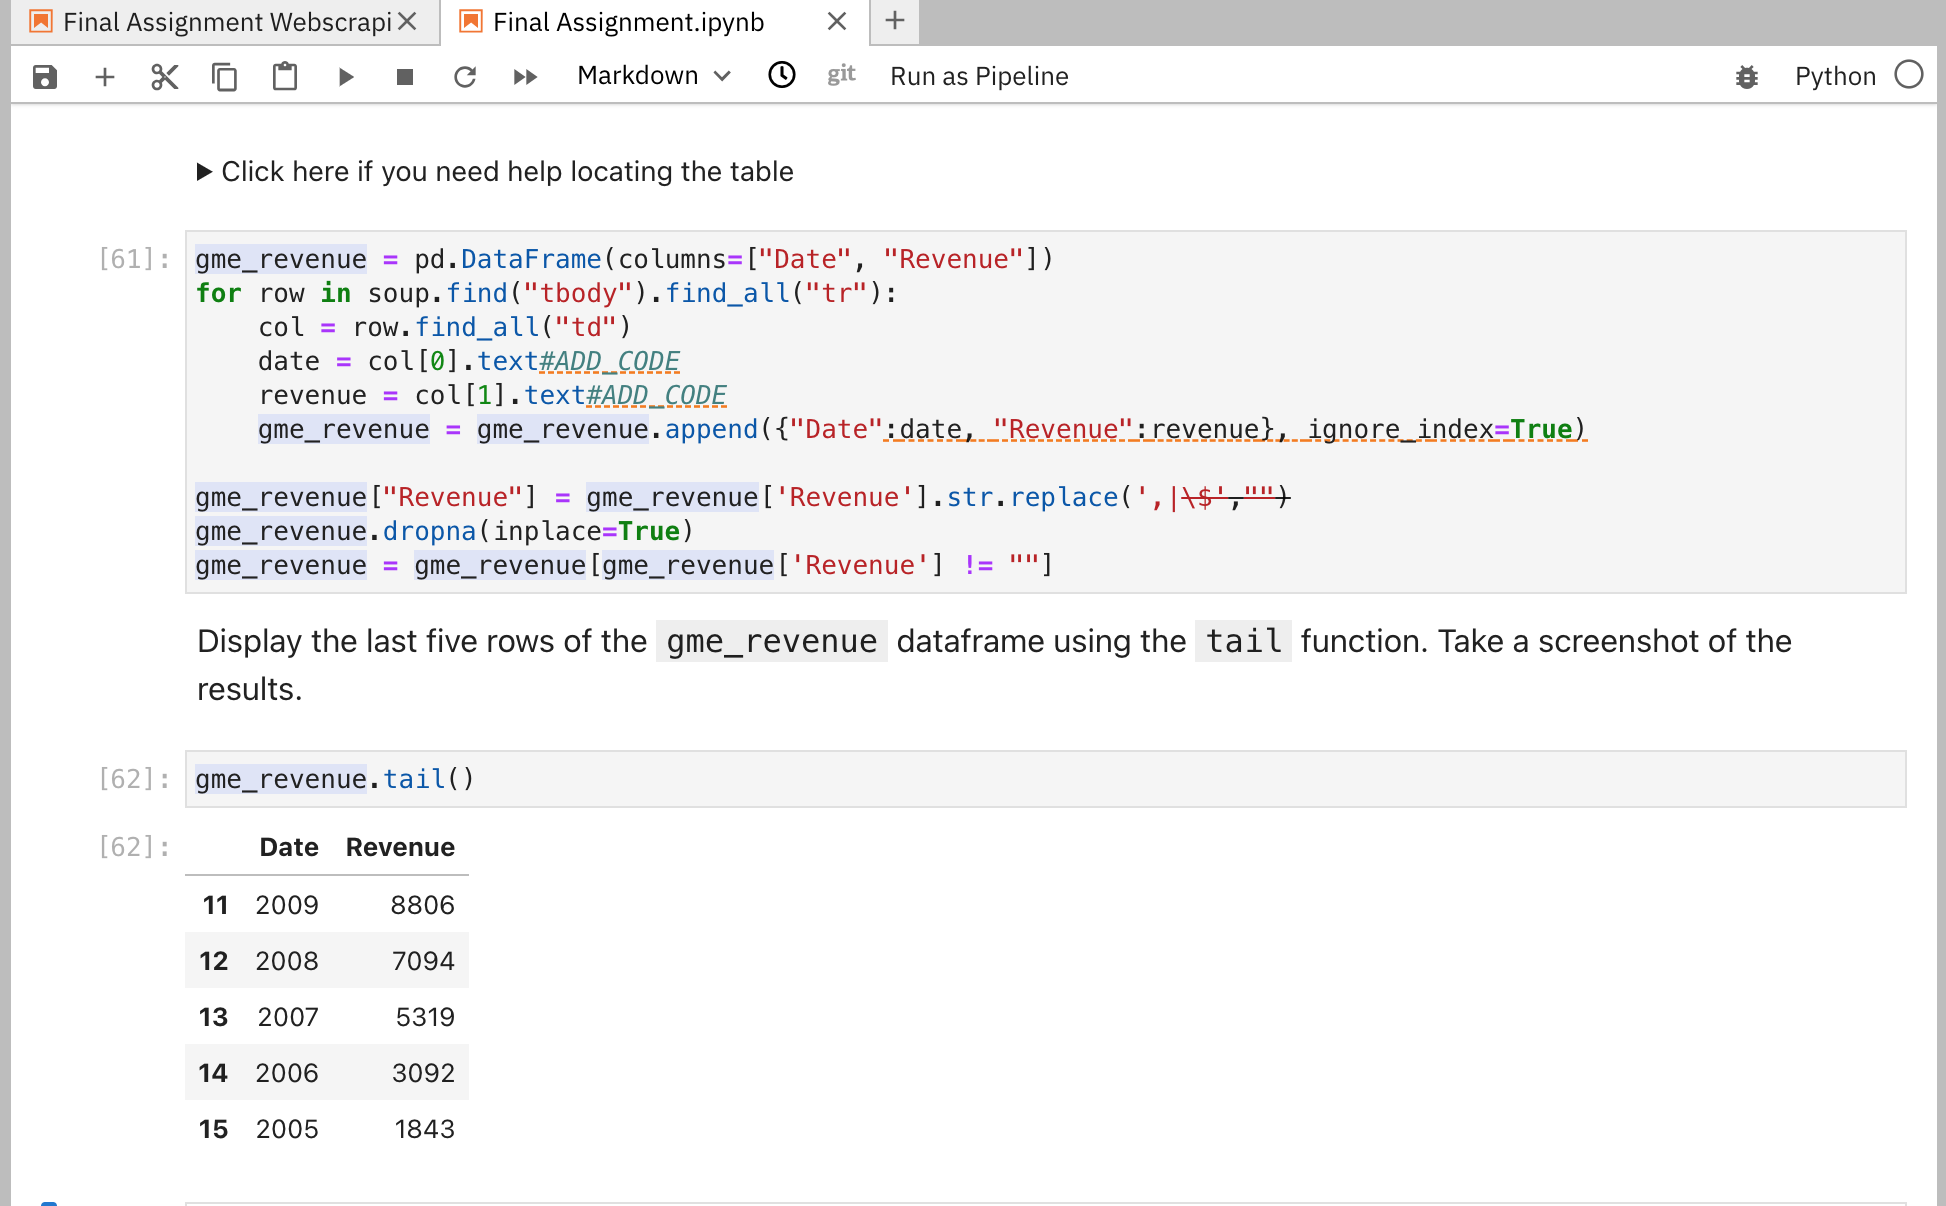 Final Assignment Webscrapi
Final Assignment.ipynb
Markdown git Run as Pipeline Python
Click here if you need help locating the table
[61]: gme_revenue = pd.DataFrame(columns=["Date", "Revenue"])
for row in soup.find("tbody").find_all("tr"):
    col = row.find_all("td")
    date = col[0].text#ADD_CODE
    revenue = col[1].text#ADD_CODE
    gme_revenue = gme_revenue.append({"Date":date, "Revenue":revenue}, ignore_index=True)
gme_revenue["Revenue"] = gme_revenue['Revenue'].str.replace(',|\$',"")
gme_revenue.dropna(inplace=True)
gme_revenue = gme_revenue[gme_revenue['Revenue'] != ""]
Display the last five rows of the gme_revenue dataframe using the tail function. Take a screenshot of the
results.
[62]: gme_revenue.tail()
[62]: Date Revenue
11 2009 8806
12 2008 7094
13 2007 5319
14 2006 3092
15 2005 1843